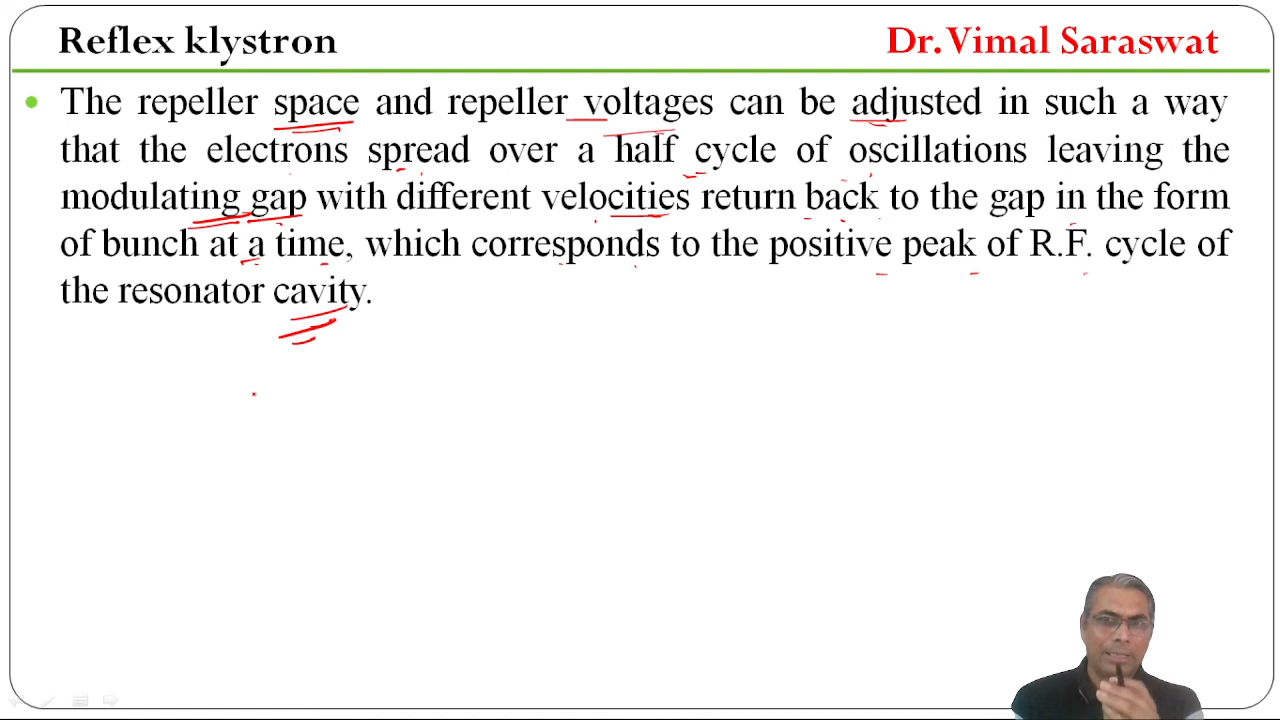 Reflex klystron
Dr. Vimal Saraswat
The repeller space and repeller voltages can be adjusted in such a way
that the electrons spread over a half cycle of oscillations leaving the
modulating gap with different velocities return back to the gap in the form
of bunch at a time, which corresponds to the positive peak of R.F. cycle of
the resonator cavity.